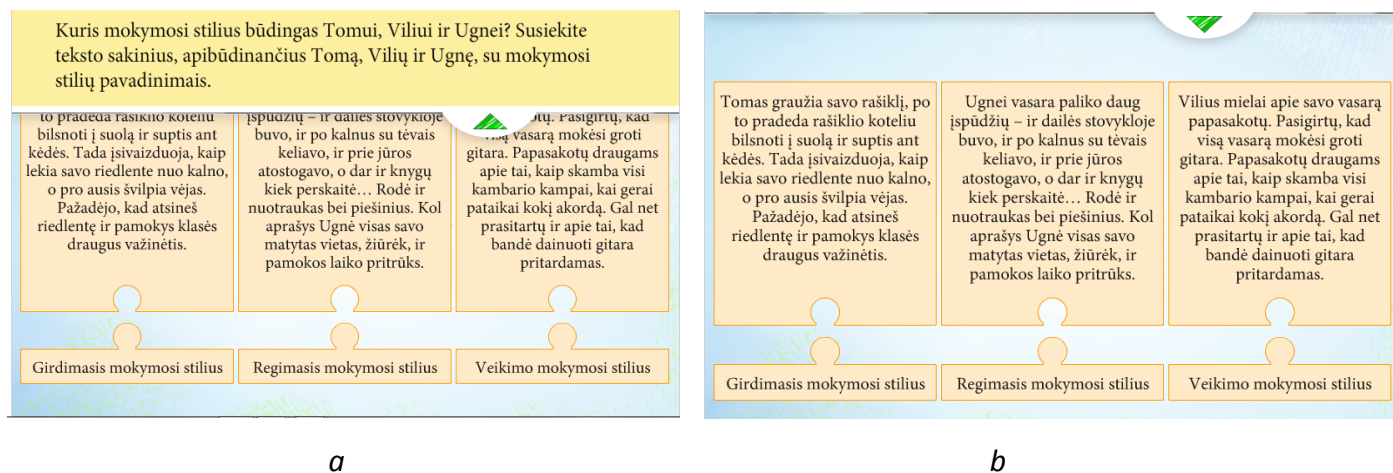 Kuris mokymosi stilius būdingas Tomui, Viliui ir Ugnei? Susiekite
teksto sakinius, apibūdinančius Tomą, Vilių ir Ugnę, su mokymosi
stilių pavadinimais.
to pradeda rašiklio koteliu
bilsnoti į suolą ir suptis ant
kėdės. Tada įsivaizduoja, kaip
lekia savo riedlente nuo kalno,
o pro ausis švilpia vėjas.
Pažadėjo, kad atsineš
riedlentę ir pamokys klasės
draugus važinėtis.
įspūdžių – ir dailės stovykloje
buvo, ir po kalnus su tėvais
keliavo, ir prie jūros
atostogavo, o dar ir knygų
kiek perskaitė… Rodė ir
nuotraukas bei piešinius. Kol
aprašys Ugnė visas savo
matytas vietas, žiūrėk, ir
pamokos laiko pritrūks.
Pasigirtų, kad
visą vasarą mokėsi groti
gitara. Papasakotų draugams
apie tai, kaip skamba visi
kambario kampai, kai gerai
pataikai kokį akordą. Gal net
prasitartų ir apie tai, kad
bandė dainuoti gitara
pritardamas.
Girdimasis mokymosi stilius
Regimasis mokymosi stilius
Veikimo mokymosi stilius
a
Tomas graužia savo rašiklį, po
to pradeda rašiklio koteliu
bilsnoti į suolą ir suptis ant
kėdės. Tada įsivaizduoja, kaip
lekia savo riedlente nuo kalno,
o pro ausis švilpia vėjas.
Pažadėjo, kad atsineš
riedlentę ir pamokys klasės
draugus važinėtis.
Ugnei vasara paliko daug
įspūdžių – ir dailės stovykloje
buvo, ir po kalnus su tėvais
keliavo, ir prie jūros
atostogavo, o dar ir knygų
kiek perskaitė… Rodė ir
nuotraukas bei piešinius. Kol
aprašys Ugnė visas savo
matytas vietas, žiūrėk, ir
pamokos laiko pritrūks.
Vilius mielai apie savo vasarą
papasakotų. Pasigirtų, kad
visą vasarą mokėsi groti
gitara. Papasakotų draugams
apie tai, kaip skamba visi
kambario kampai, kai gerai
pataikai kokį akordą. Gal net
prasitartų ir apie tai, kad
bandė dainuoti gitara
pritardamas.
Girdimasis mokymosi stilius
Regimasis mokymosi stilius
Veikimo mokymosi stilius
b